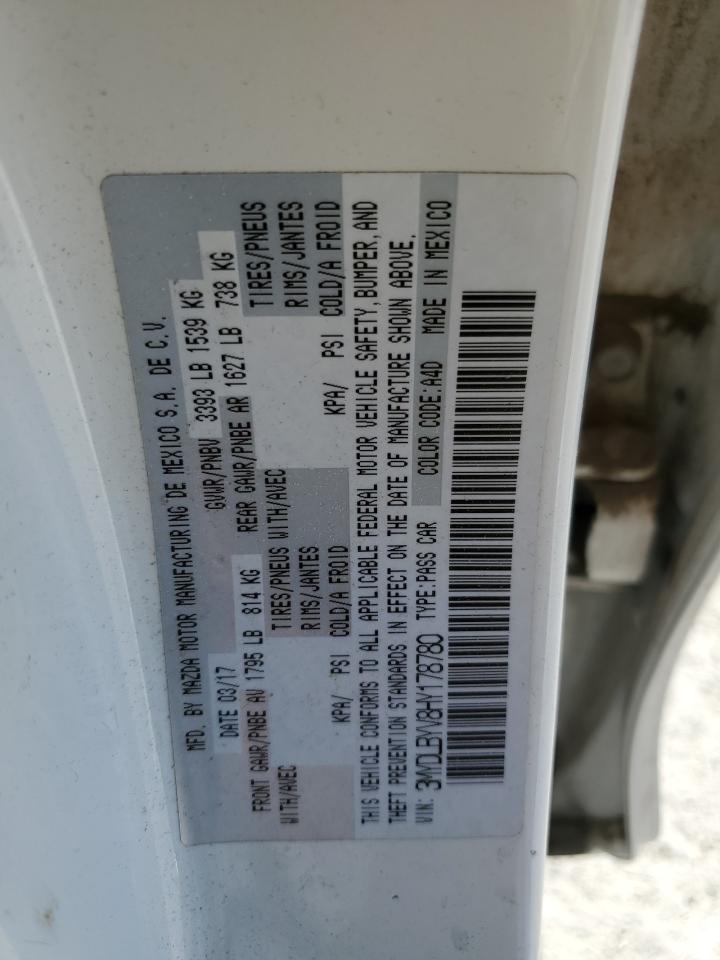 MFD. BY MAZDA MOTOR MANUFACTURING DE MEXICO S.A. DE C.V.
DATE 03/17 GVWR/PNBV 3393 LB 1539 KG
FRONT GAWR/PNBE AV 1795 LB 814 KG REAR GAWR/PNBE AR 1627 LB 738 KG
WITH/AVEC TIRES/PNEUS WITH/AVEC TIRES/PNEUS
RIMS/JANTES RIMS/JANTES
KPA/ PSI COLD/A FROID KPA/ PSI COLD/A FROID
THIS VEHICLE CONFORMS TO ALL APPLICABLE FEDERAL MOTOR VEHICLE SAFETY, BUMPER, AND
THEFT PREVENTION STANDARDS IN EFFECT ON THE DATE OF MANUFACTURE SHOWN ABOVE.
VIN: 3MYDLBYV8HY178780 TYPE:PASS CAR COLOR CODE:A4D MADE IN MEXICO